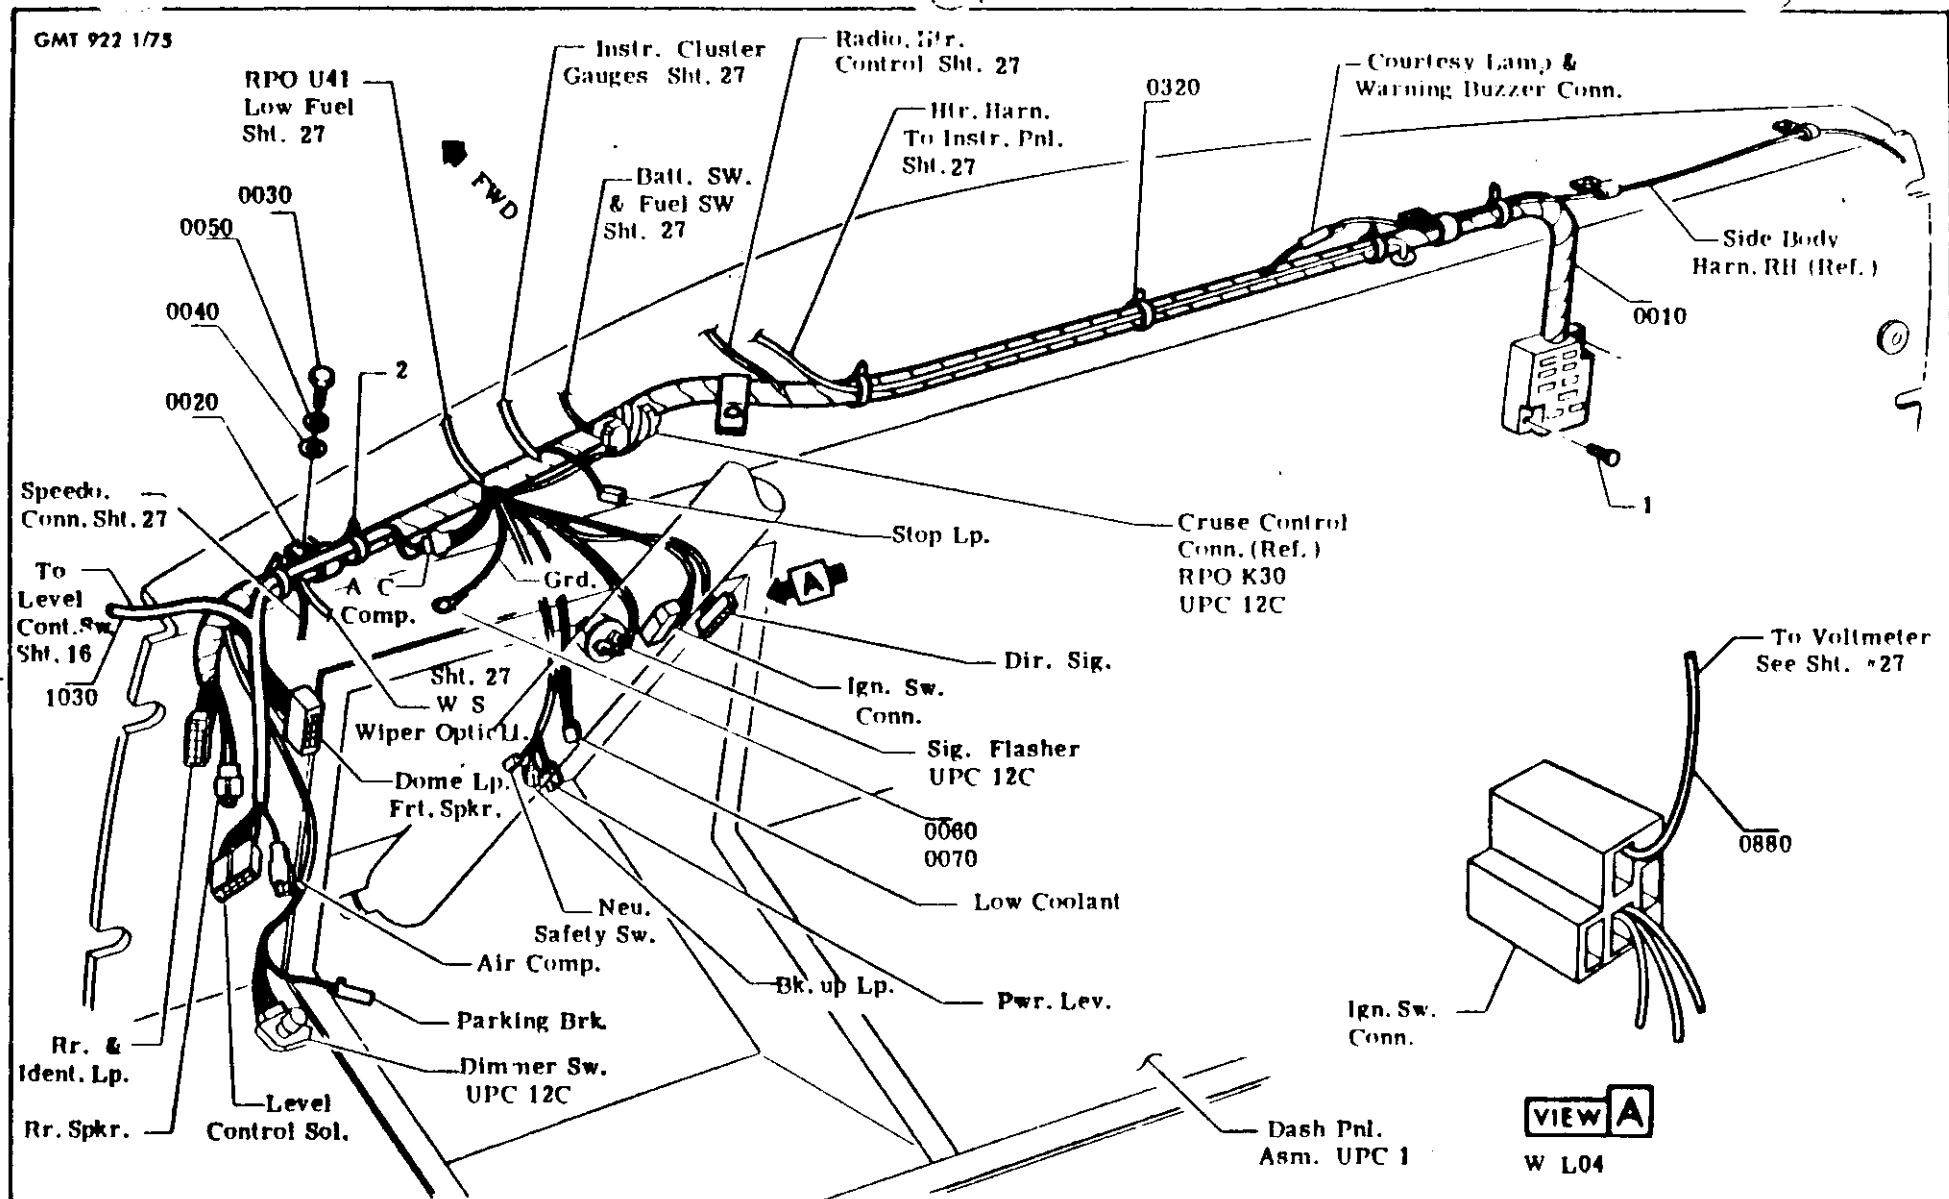 GMT 922 1/75
RPO U41
Low Fuel
Sht. 27
Instr. Cluster
Gauges Sht. 27
Radio, Htr.
Control Sht. 27
Htr. Harn.
To Instr. Pnl.
Sht. 27
0320
Courtesy Lamp &
Warning Buzzer Conn.
FWD
Batt. SW.
& Fuel SW
Sht. 27
0030
0050
0040
0020
2
Side Body
Harn. RH (Ref.)
0010
1
Speedo.
Conn. Sht. 27
To
Level
Cont. Sw.
Sht. 16
1030
A C
Comp.
Grd.
Stop Lp.
Cruse Control
Conn. (Ref.)
RPO K30
UPC 12C
A
Dir. Sig.
Ign. Sw.
Conn.
Sht. 27
W S
Wiper Optic
Sig. Flasher
UPC 12C
Dome Lp.
Frt. Spkr.
0060
0070
Low Coolant
Neu.
Safety Sw.
Air Comp.
Bk. up Lp.
Pwr. Lev.
Parking Brk.
Dimmer Sw.
UPC 12C
Rr. &
Ident. Lp.
Rr. Spkr.
Level
Control Sol.
Dash Pnl.
Asm. UPC 1
To Voltmeter
See Sht. 27
0880
Ign. Sw.
Conn.
VIEW A
W L04